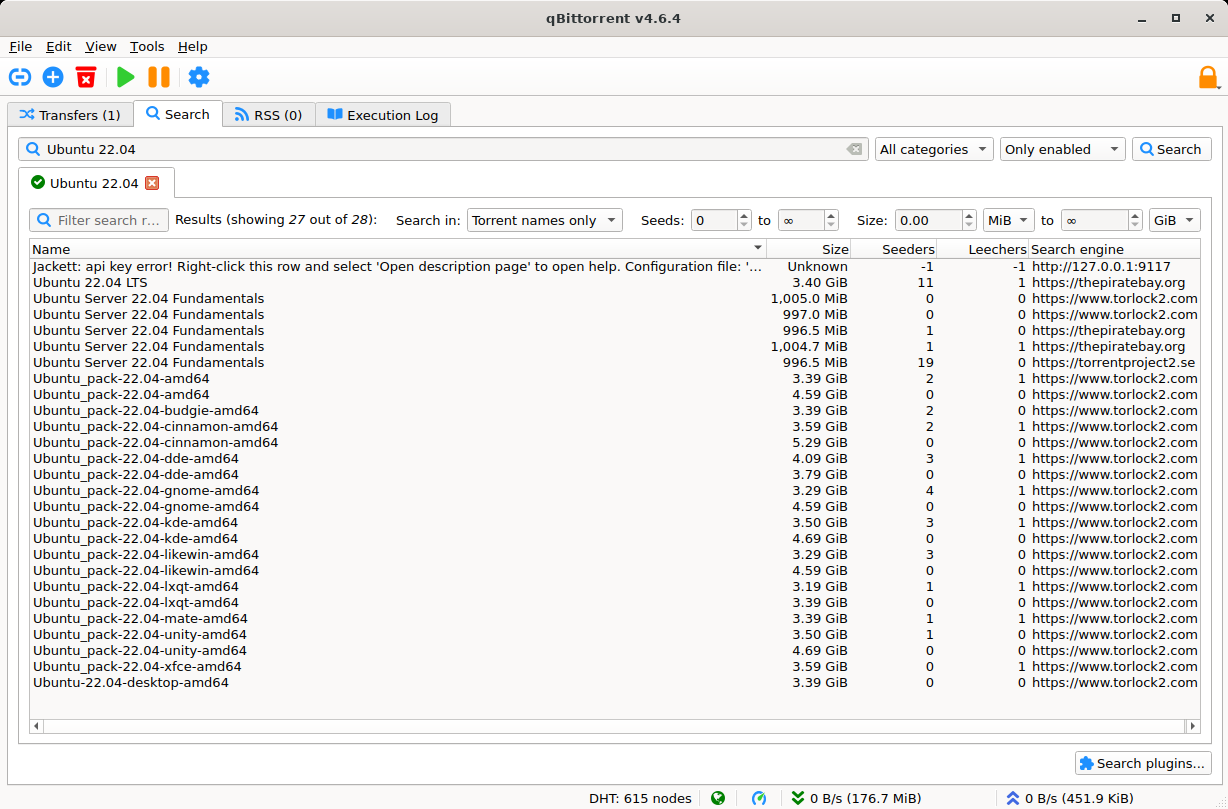 qBittorrent v4.6.4
File Edit View Tools Help
Transfers (1) Search RSS (0) Execution Log
Ubuntu 22.04 All categories Only enabled Search
Ubuntu 22.04
Filter search r... Results (showing 27 out of 28): Search in: Torrent names only Seeds: 0 to ∞ Size: 0.00 MiB to ∞ GiB
Name Size Seeders Leechers Search engine
Jackett: api key error! Right-click this row and select 'Open description page' to open help. Configuration file: '... Unknown -1 -1 http://127.0.0.1:9117
Ubuntu 22.04 LTS 3.40 GiB 11 1 https://thepiratebay.org
Ubuntu Server 22.04 Fundamentals 1,005.0 MiB 0 0 https://www.torlock2.com
Ubuntu Server 22.04 Fundamentals 997.0 MiB 0 0 https://www.torlock2.com
Ubuntu Server 22.04 Fundamentals 996.5 MiB 1 0 https://thepiratebay.org
Ubuntu Server 22.04 Fundamentals 1,004.7 MiB 1 1 https://thepiratebay.org
Ubuntu Server 22.04 Fundamentals 996.5 MiB 19 0 https://torrentproject2.se
Ubuntu_pack-22.04-amd64 3.39 GiB 2 1 https://www.torlock2.com
Ubuntu_pack-22.04-amd64 4.59 GiB 0 0 https://www.torlock2.com
Ubuntu_pack-22.04-budgie-amd64 3.39 GiB 2 0 https://www.torlock2.com
Ubuntu_pack-22.04-cinnamon-amd64 3.59 GiB 2 1 https://www.torlock2.com
Ubuntu_pack-22.04-cinnamon-amd64 5.29 GiB 0 0 https://www.torlock2.com
Ubuntu_pack-22.04-dde-amd64 4.09 GiB 3 1 https://www.torlock2.com
Ubuntu_pack-22.04-dde-amd64 3.79 GiB 0 0 https://www.torlock2.com
Ubuntu_pack-22.04-gnome-amd64 3.29 GiB 4 1 https://www.torlock2.com
Ubuntu_pack-22.04-gnome-amd64 4.59 GiB 0 0 https://www.torlock2.com
Ubuntu_pack-22.04-kde-amd64 3.50 GiB 3 1 https://www.torlock2.com
Ubuntu_pack-22.04-kde-amd64 4.69 GiB 0 0 https://www.torlock2.com
Ubuntu_pack-22.04-likewin-amd64 3.29 GiB 3 0 https://www.torlock2.com
Ubuntu_pack-22.04-likewin-amd64 4.59 GiB 0 0 https://www.torlock2.com
Ubuntu_pack-22.04-lxqt-amd64 3.19 GiB 1 1 https://www.torlock2.com
Ubuntu_pack-22.04-lxqt-amd64 3.39 GiB 0 0 https://www.torlock2.com
Ubuntu_pack-22.04-mate-amd64 3.39 GiB 1 1 https://www.torlock2.com
Ubuntu_pack-22.04-unity-amd64 3.50 GiB 1 0 https://www.torlock2.com
Ubuntu_pack-22.04-unity-amd64 4.69 GiB 0 0 https://www.torlock2.com
Ubuntu_pack-22.04-xfce-amd64 3.59 GiB 0 1 https://www.torlock2.com
Ubuntu-22.04-desktop-amd64 3.39 GiB 0 0 https://www.torlock2.com
Search plugins...
DHT: 615 nodes 0 B/s (176.7 MiB) 0 B/s (451.9 KiB)